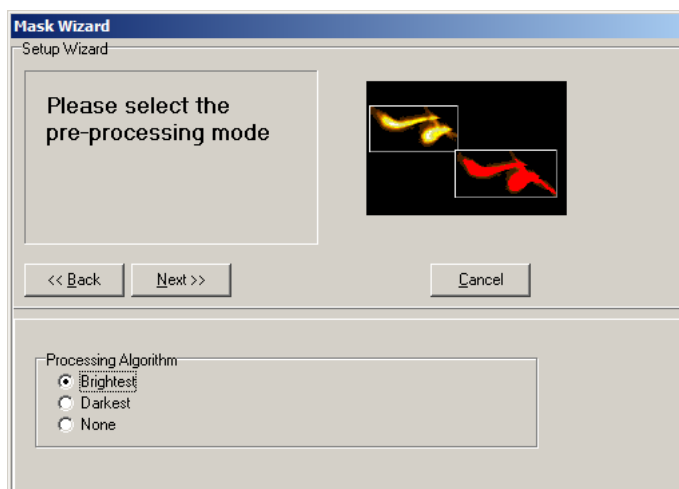 Mask Wizard
Setup Wizard
Please select the
pre-processing mode
<< Back
Next >>
Cancel
Processing Algorithm
Brightest
Darkest
None